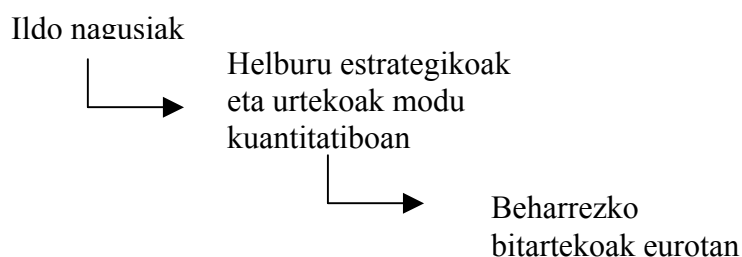 Ildo nagusiak
Helburu estrategikoak
eta urtekoak modu
kuantitatiboan
Beharrezko
bitartekoak eurotan